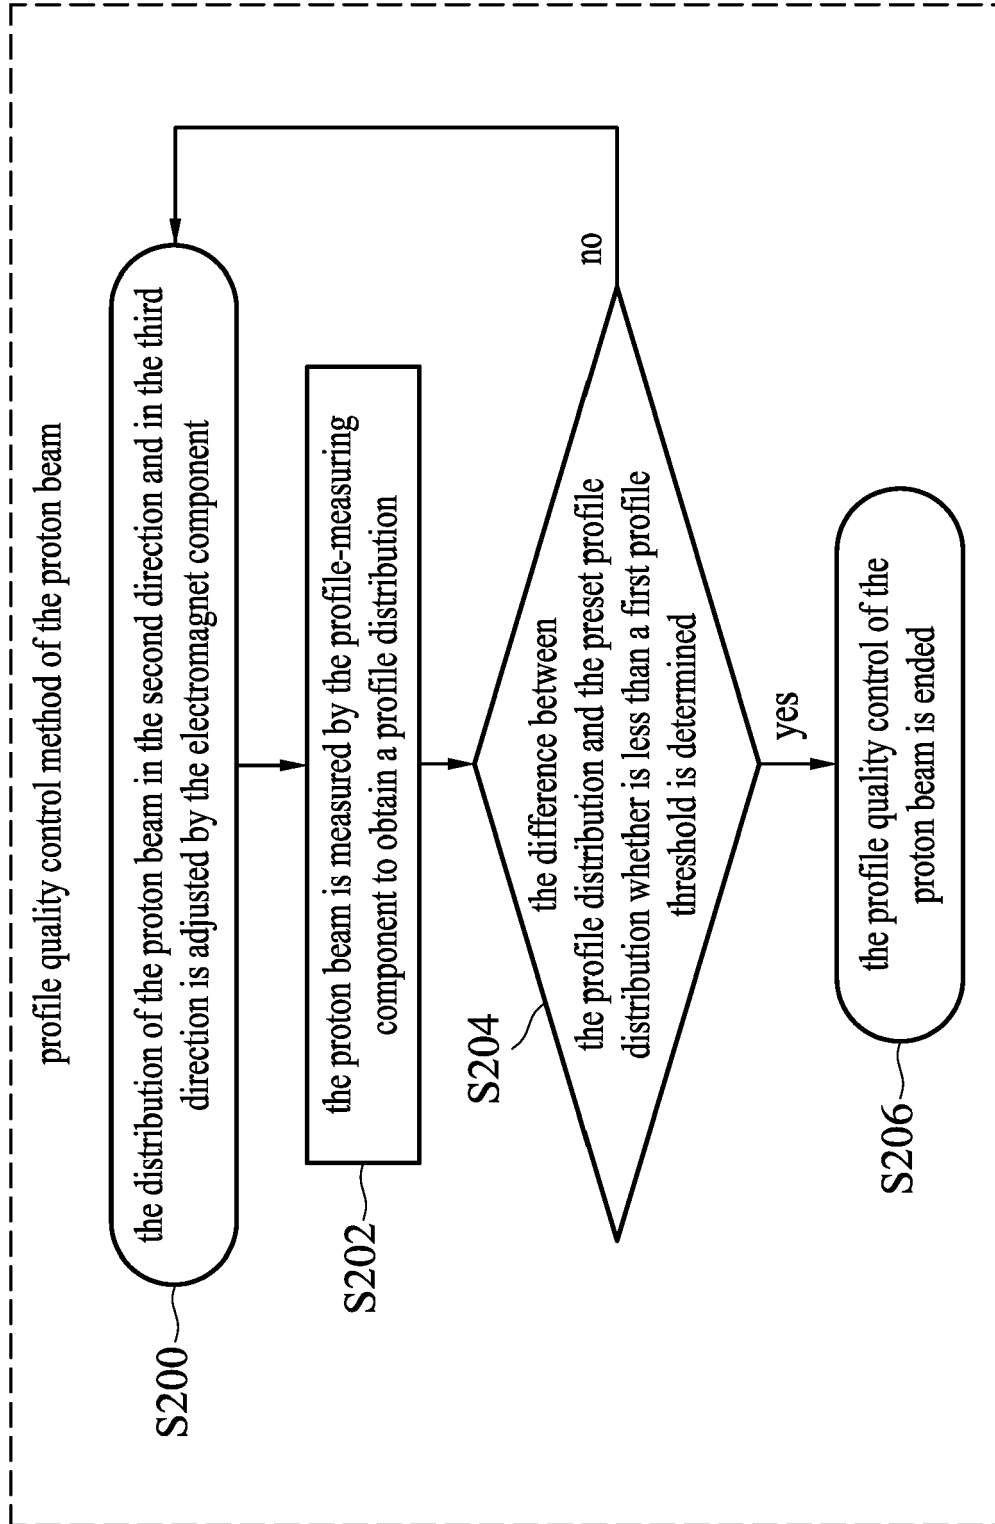 profile quality control method of the proton beam
S200
the distribution of the proton beam in the second direction and in the third
direction is adjusted by the electromagnet component
S202
the proton beam is measured by the profile-measuring
component to obtain a profile distribution
S204
the difference between
the profile distribution and the preset profile
distribution whether is less than a first profile
threshold is determined
no
yes
S206
the profile quality control of the
proton beam is ended